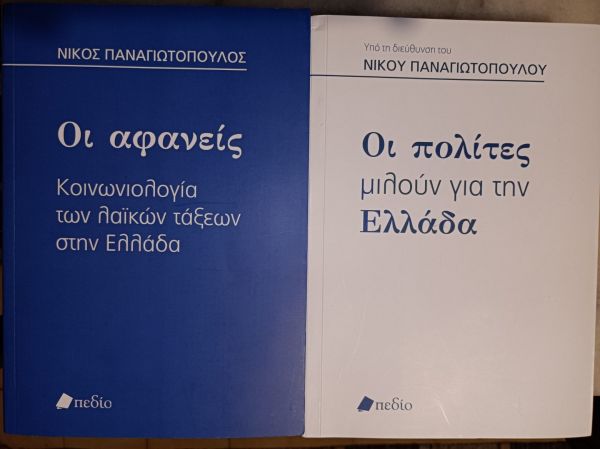 ΝΙΚΟΣ ΠΑΝΑΓΙΩΤΟΠΟΥΛΟΣ
Οι αφανείς
Κοινωνιολογία
των λαϊκών τάξεων
στην Ελλάδα
πεδίο
Υπό τη διεύθυνση του
ΝΙΚΟΥ ΠΑΝΑΓΙΩΤΟΠΟΥΛΟΥ
Οι πολίτες
μιλούν για την
Ελλάδα
πεδίο